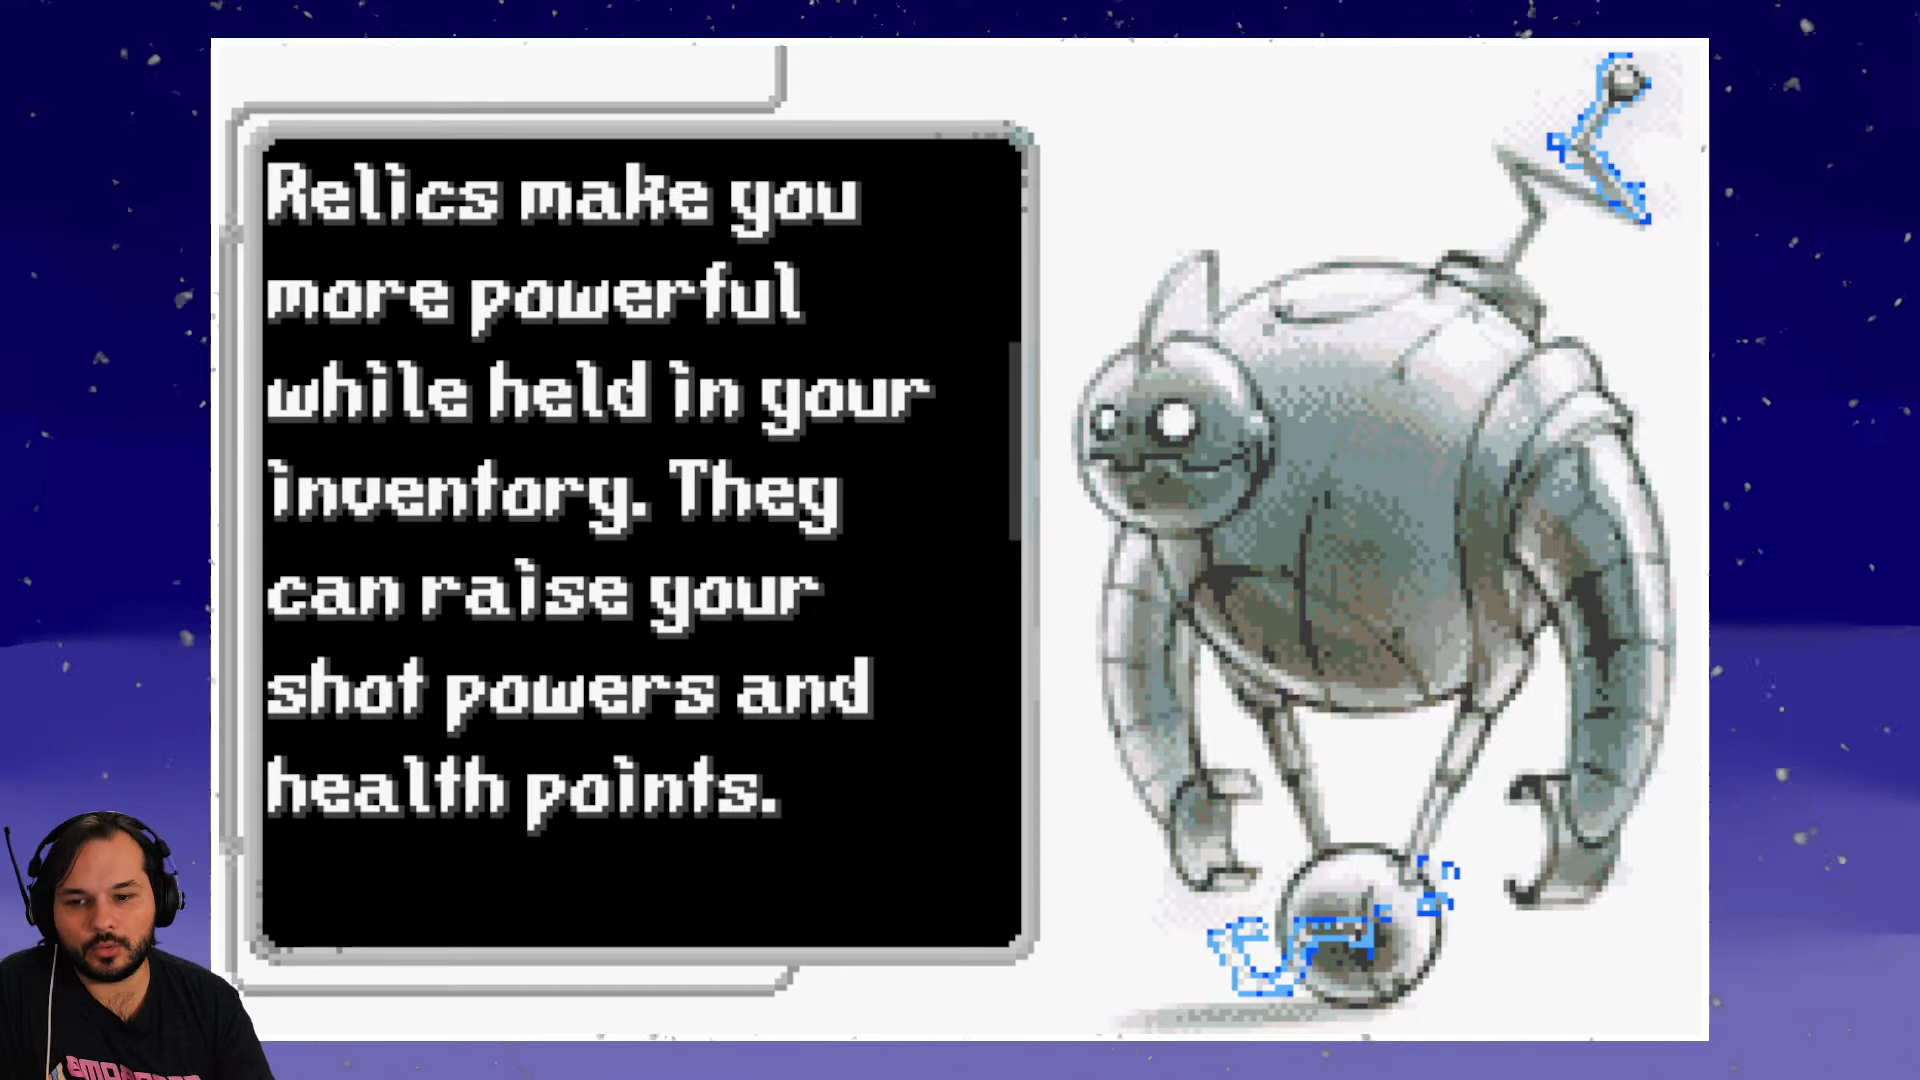 Relics make you
more powerful
while held in your
inventory. They
can raise your
shot powers and
health points.